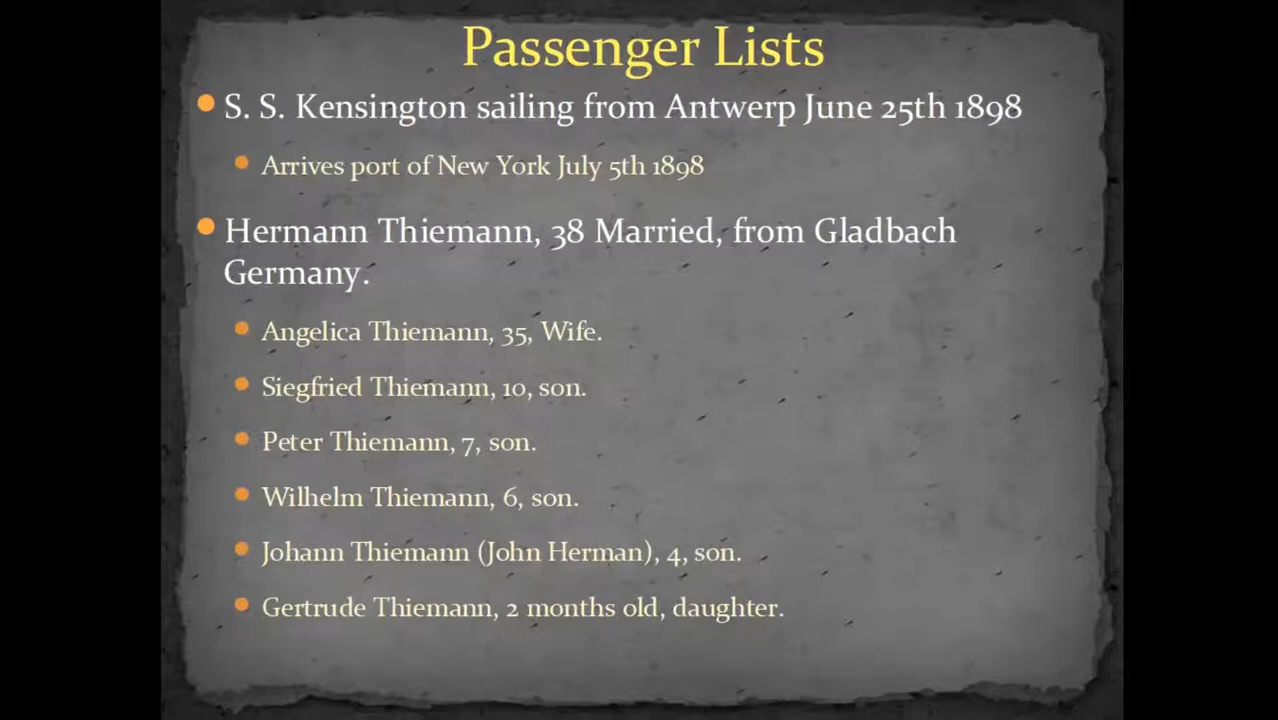 Passenger Lists
S. S. Kensington sailing from Antwerp June 25th 1898
Arrives port of New York July 5th 1898
Hermann Thiemann, 38 Married, from Gladbach
Germany.
Angelica Thiemann, 35, Wife.
Siegfried Thiemann, 10, son.
Peter Thiemann, 7, son.
Wilhelm Thiemann, 6, son.
Johann Thiemann (John Herman), 4, son.
Gertrude Thiemann, 2 months old, daughter.